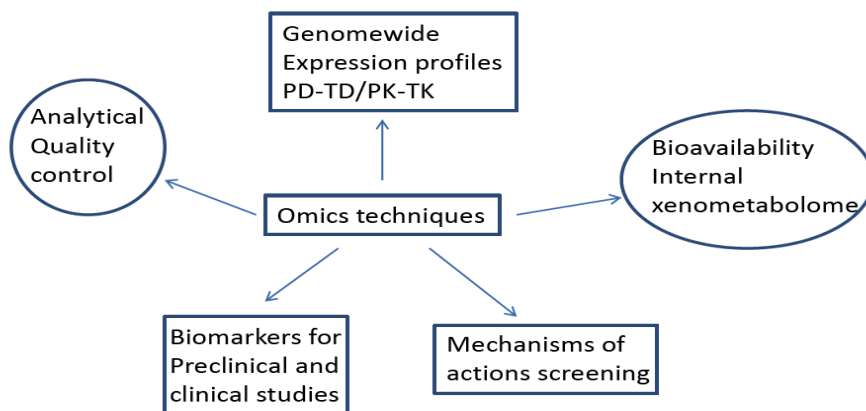 Genomewide
Expression profiles
PD-TD/PK-TK
Analytical
Quality
control
Bioavailability
Internal
xenometabolome
Omics techniques
Biomarkers for
Preclinical and
clinical studies
Mechanisms of
actions screening